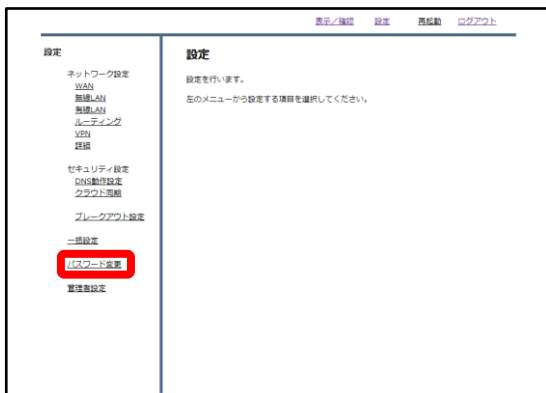 表示／確認 設定 再起動 ログアウト
設定
ネットワーク設定
WAN
無線LAN
有線LAN
ルーティング
VPN
詳細
セキュリティ設定
DNS動作設定
クラウド同期
ブレークアウト設定
一括設定
パスワード変更
管理者設定
設定
設定を行います。
左のメニューから設定する項目を選択してください。